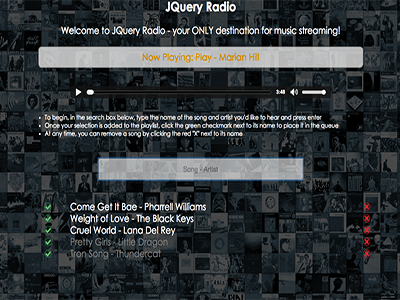 JQuery Radio
Welcome to JQuery Radio - your ONLY destination for music streaming!
Now Playing: Play - Marian Hill
3:48
To begin, in the search box below, type the name of the song and artist you'd like to hear and press enter
Once your selection is added to the playlist, click the green checkmark next to its name to place it in the queue
At any time, you can remove a song by clicking the red "X" next to its name
Song - Artist
Come Get It Bae - Pharrell Williams
Weight of Love - The Black Keys
Cruel World - Lana Del Rey
Pretty Girls - Little Dragon
Tron Song - Thundercat